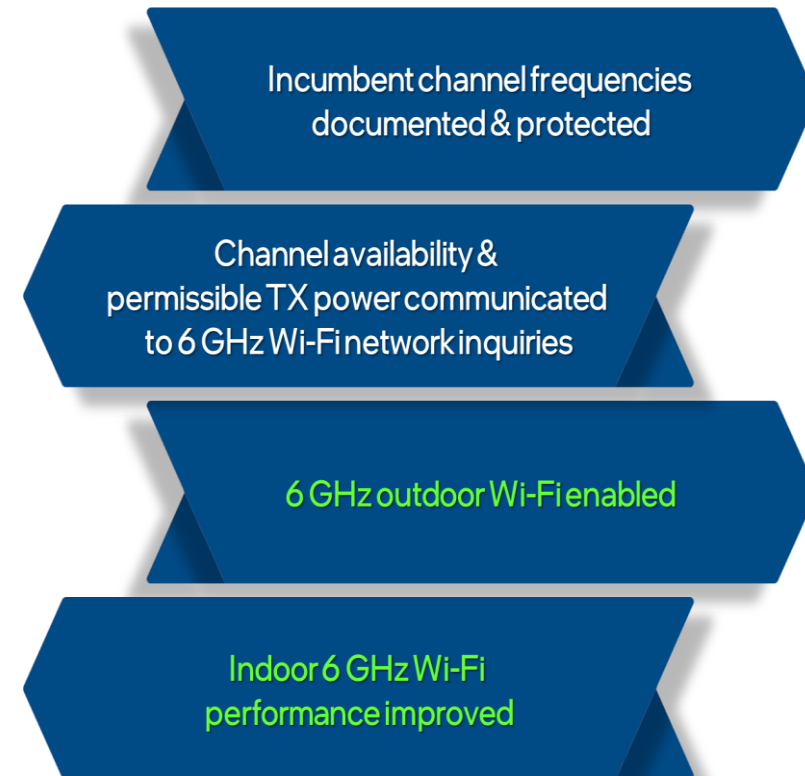 Incumbent channel frequencies
documented & protected
Channel availability &
permissible TX power communicated
to 6 GHz Wi-Fi network inquiries
6 GHz outdoor Wi-Fi enabled
Indoor 6 GHz Wi-Fi
performance improved